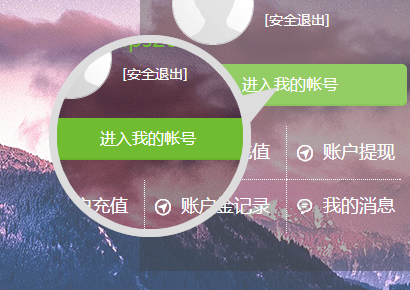 [安全退出]
[安全退出]
进入我的帐号
进入我的帐号
充值
账户提现
户充值
账户金记录
我的消息